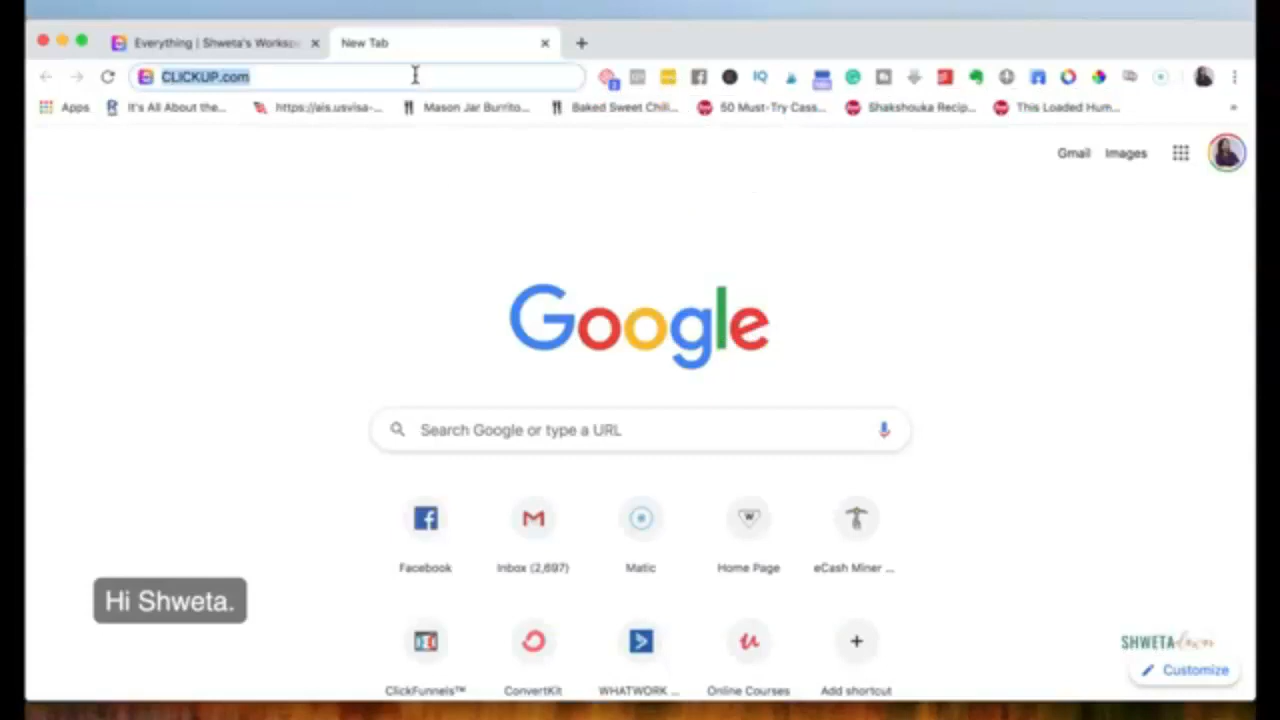 Everything | Shweta's Works
New Tab
CLICKUP.com
Apps
It's All About the...
https://ais.usvisa-...
Mason Jar Burrito...
Baked Sweet Chili...
50 Must-Try Cass...
Shakshouka Recip...
This Loaded Hum...
Gmail Images
Google
Search Google or type a URL
Facebook
Inbox (2,697)
Matic
Home Page
eCash Miner ...
Hi Shweta.
SHWETA
Customize
ClickFunnels™
ConvertKit
WHATWORK ...
Online Courses
Add shortcut